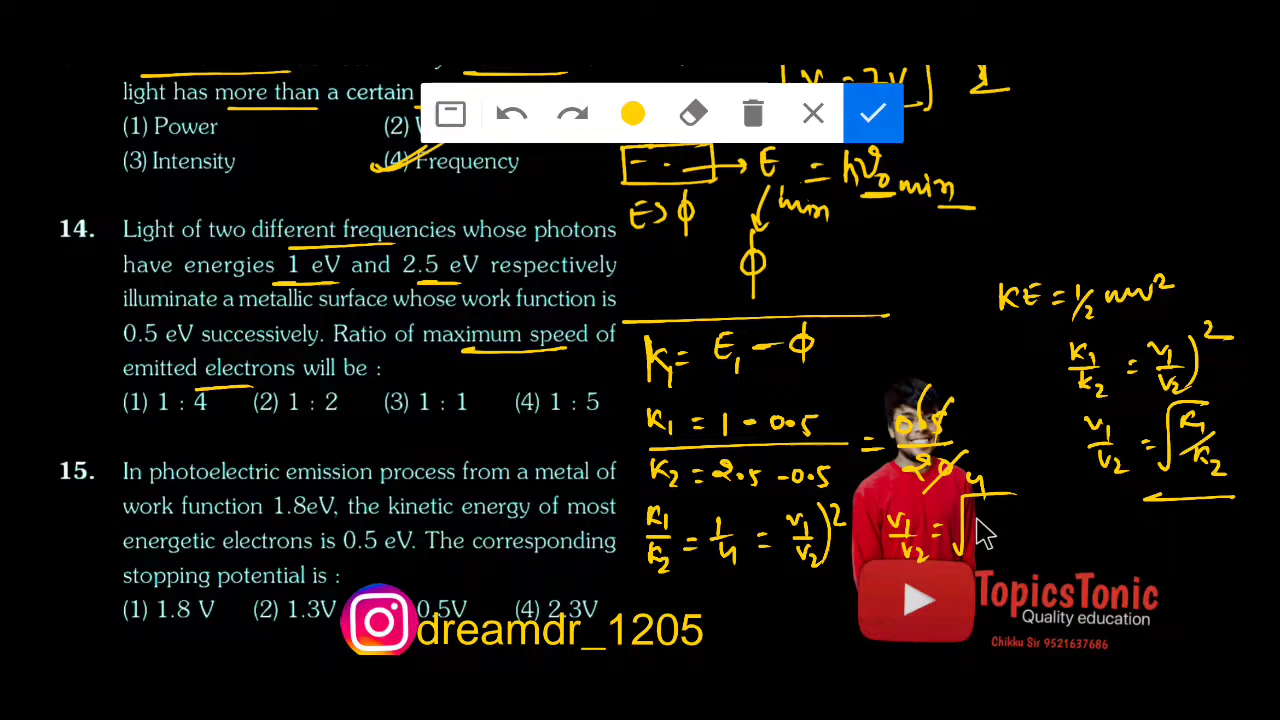 light has more than a certain
(1) Power
(2)
(3) Intensity
(4) Frequency
E = hν₀ min
E > ϕ
min
ϕ
14. Light of two different frequencies whose photons
have energies 1 eV and 2.5 eV respectively
illuminate a metallic surface whose work function is
0.5 eV successively. Ratio of maximum speed of
emitted electrons will be :
(1) 1 : 4 (2) 1 : 2 (3) 1 : 1 (4) 1 : 5
K₁ = E₁ - ϕ
K₁ = 1 - 0.5
K₂ = 2.5 - 0.5
= 0.5 / 2.0 4
K₁/K₂ = 1/4 = v₁/v₂)²
v₁/v₂ = √
KE = 1/2 mv²
K₁/K₂ = v₁/v₂)²
v₁/v₂ = √K₁/K₂
15. In photoelectric emission process from a metal of
work function 1.8eV, the kinetic energy of most
energetic electrons is 0.5 eV. The corresponding
stopping potential is :
(1) 1.8 V (2) 1.3V 0.5V (4) 2.3V
dreamdr_1205
TopicsTonic
Quality education
Chikku Sir 9521637686